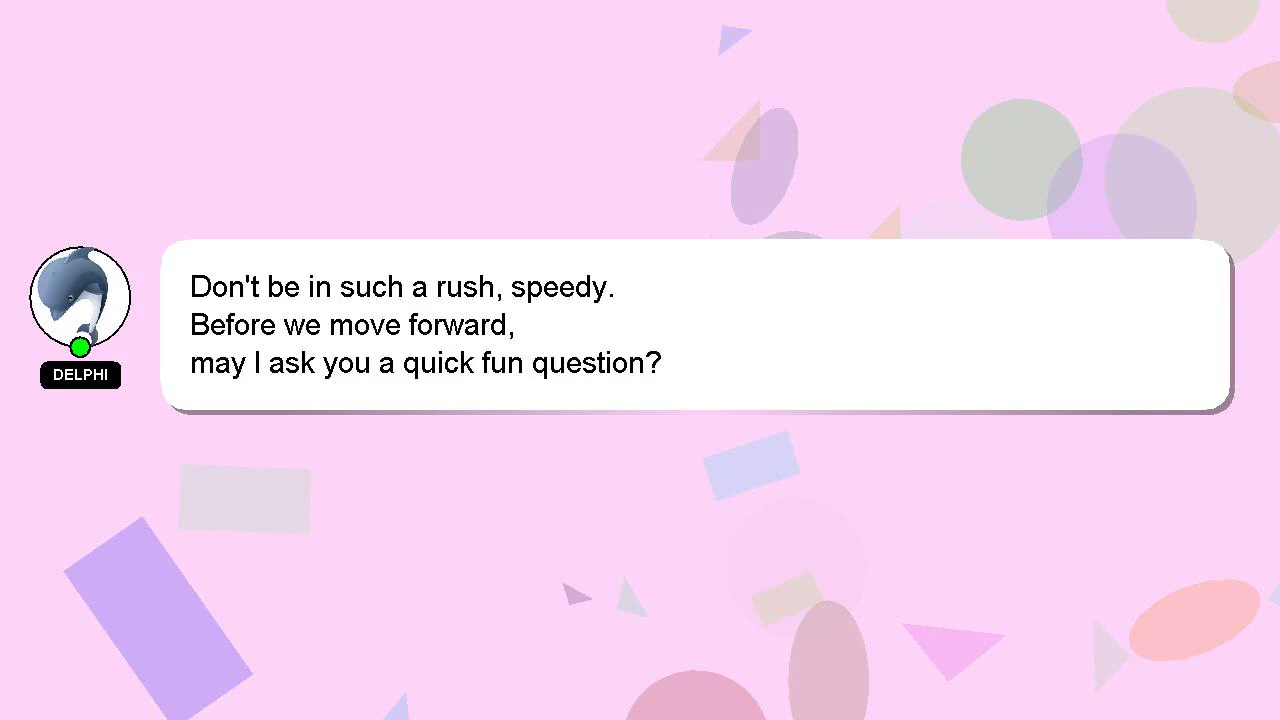 Don't be in such a rush, speedy.
Before we move forward,
may I ask you a quick fun question?
DELPHI